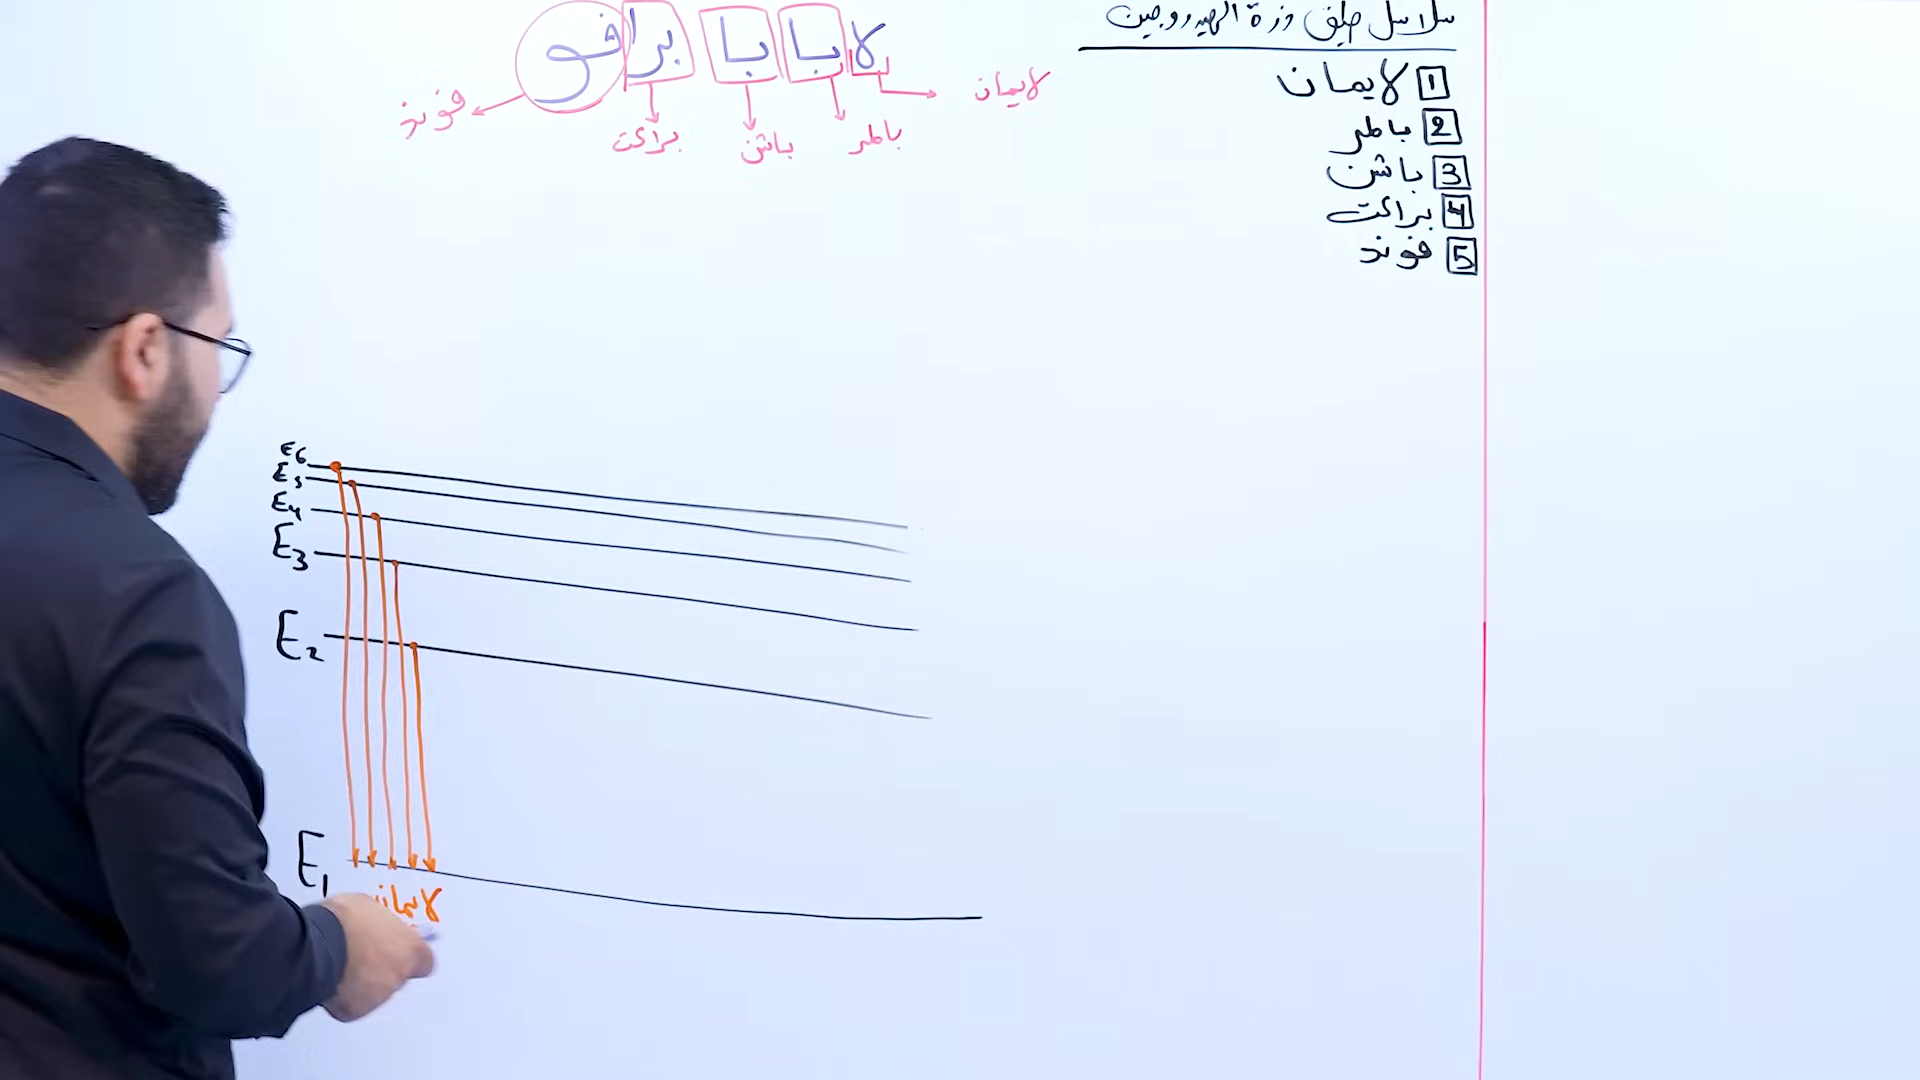 سلاسل طيف ذرة الهيدروجين
1 لايمان
2 بالمر
3 باشن
4 براكت
5 فوند
لا با با برا فو
لايمان
بالمر
باشن
براكت
فوند
E6
E5
E4
E3
E2
E1
لايمان